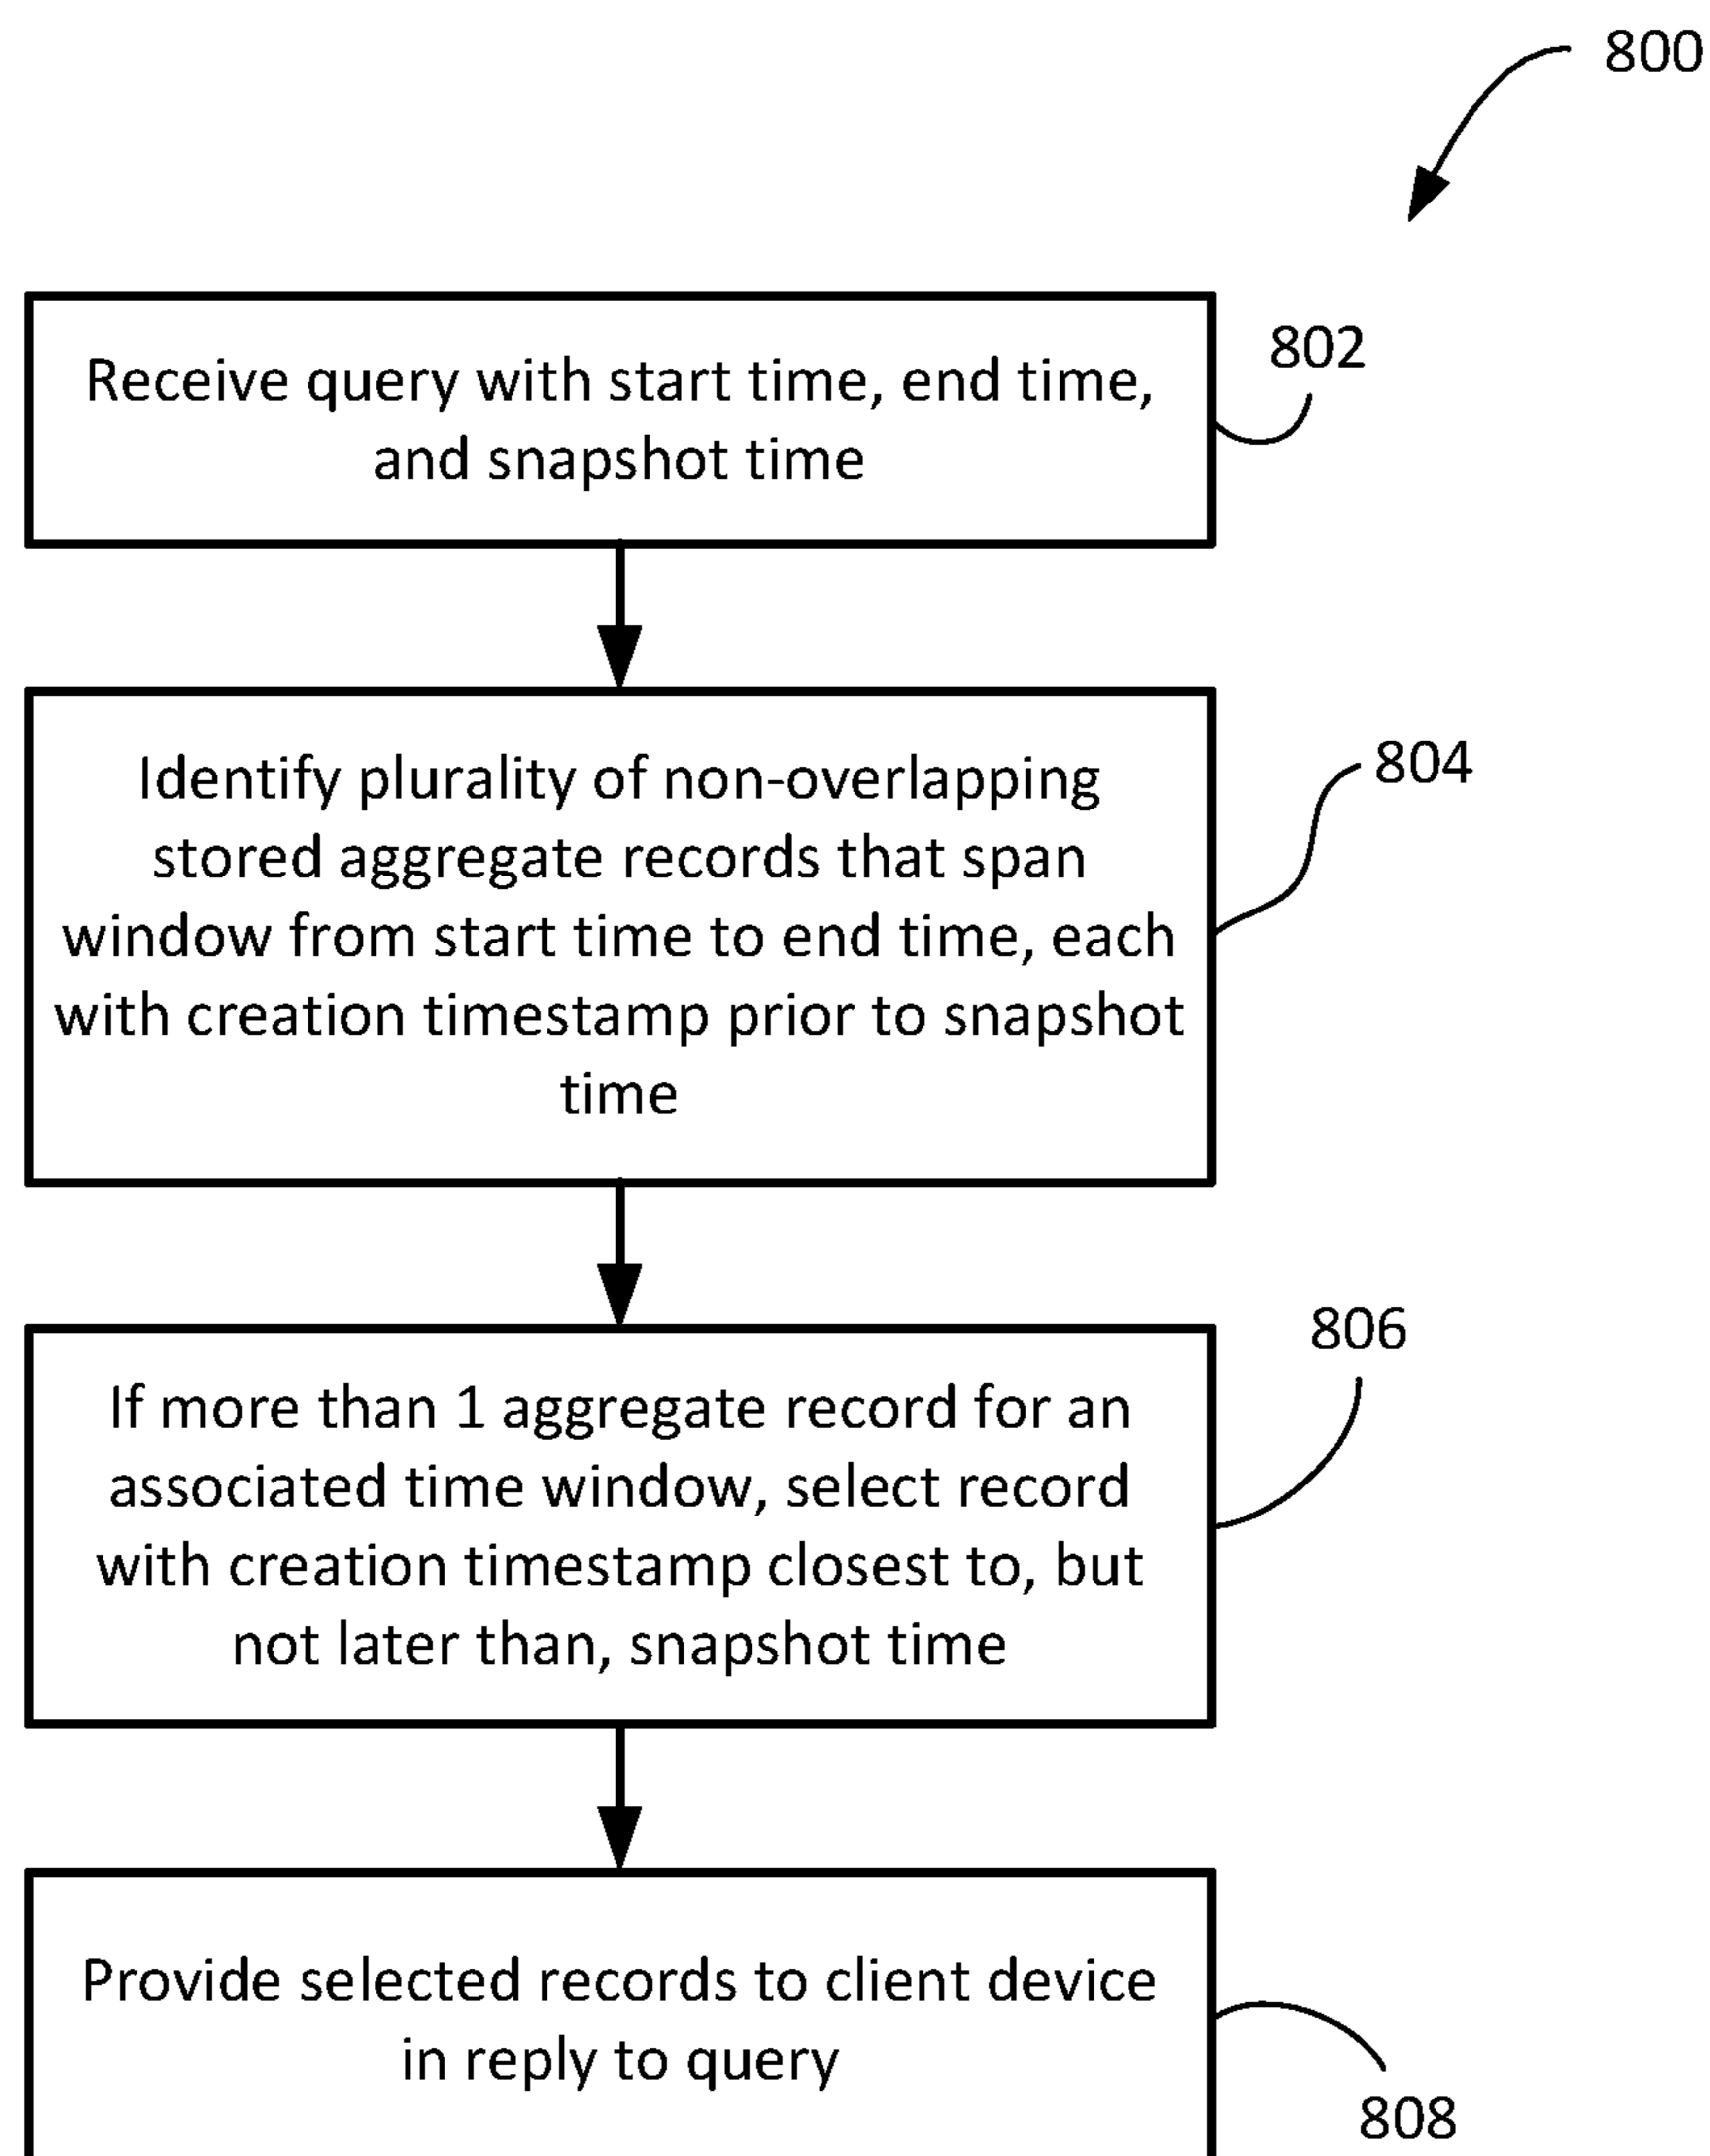 800
Receive query with start time, end time,
and snapshot time
802
Identify plurality of non-overlapping
stored aggregate records that span
window from start time to end time, each
with creation timestamp prior to snapshot
time
804
If more than 1 aggregate record for an
associated time window, select record
with creation timestamp closest to, but
not later than, snapshot time
806
Provide selected records to client device
in reply to query
808